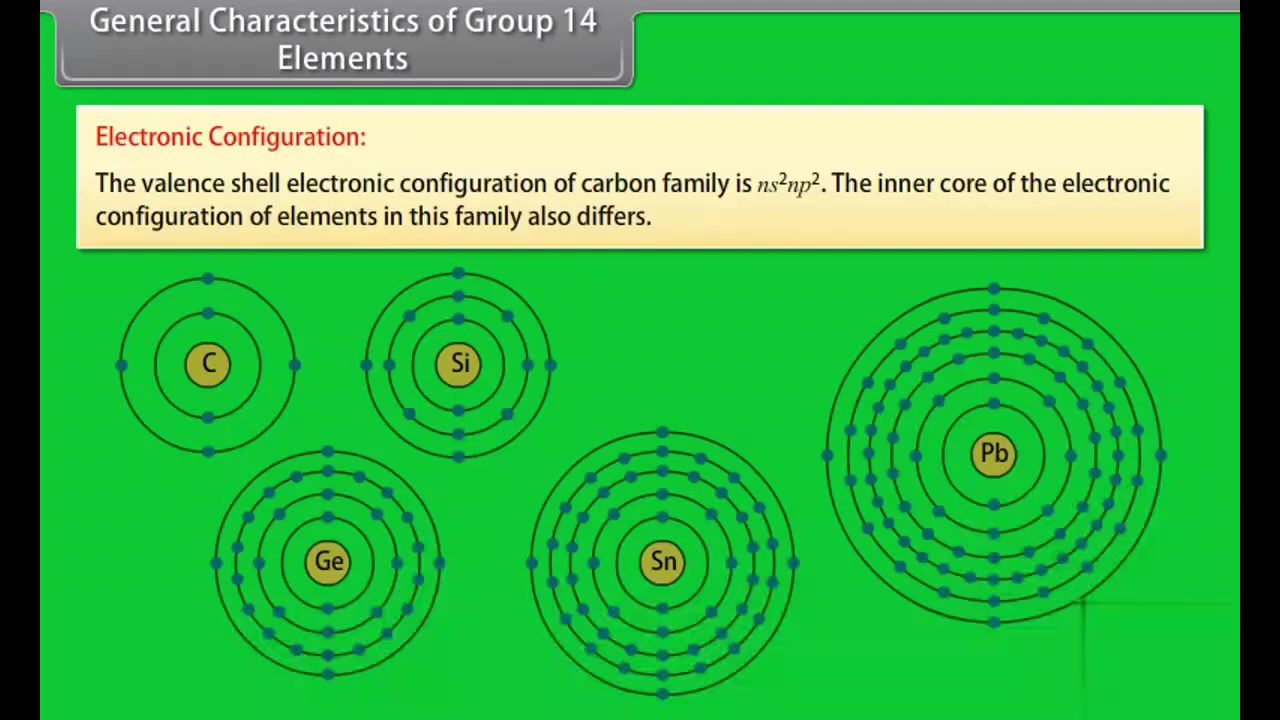 General Characteristics of Group 14
Elements
Electronic Configuration:
The valence shell electronic configuration of carbon family is ns²np². The inner core of the electronic
configuration of elements in this family also differs.
C
Si
Pb
Ge
Sn